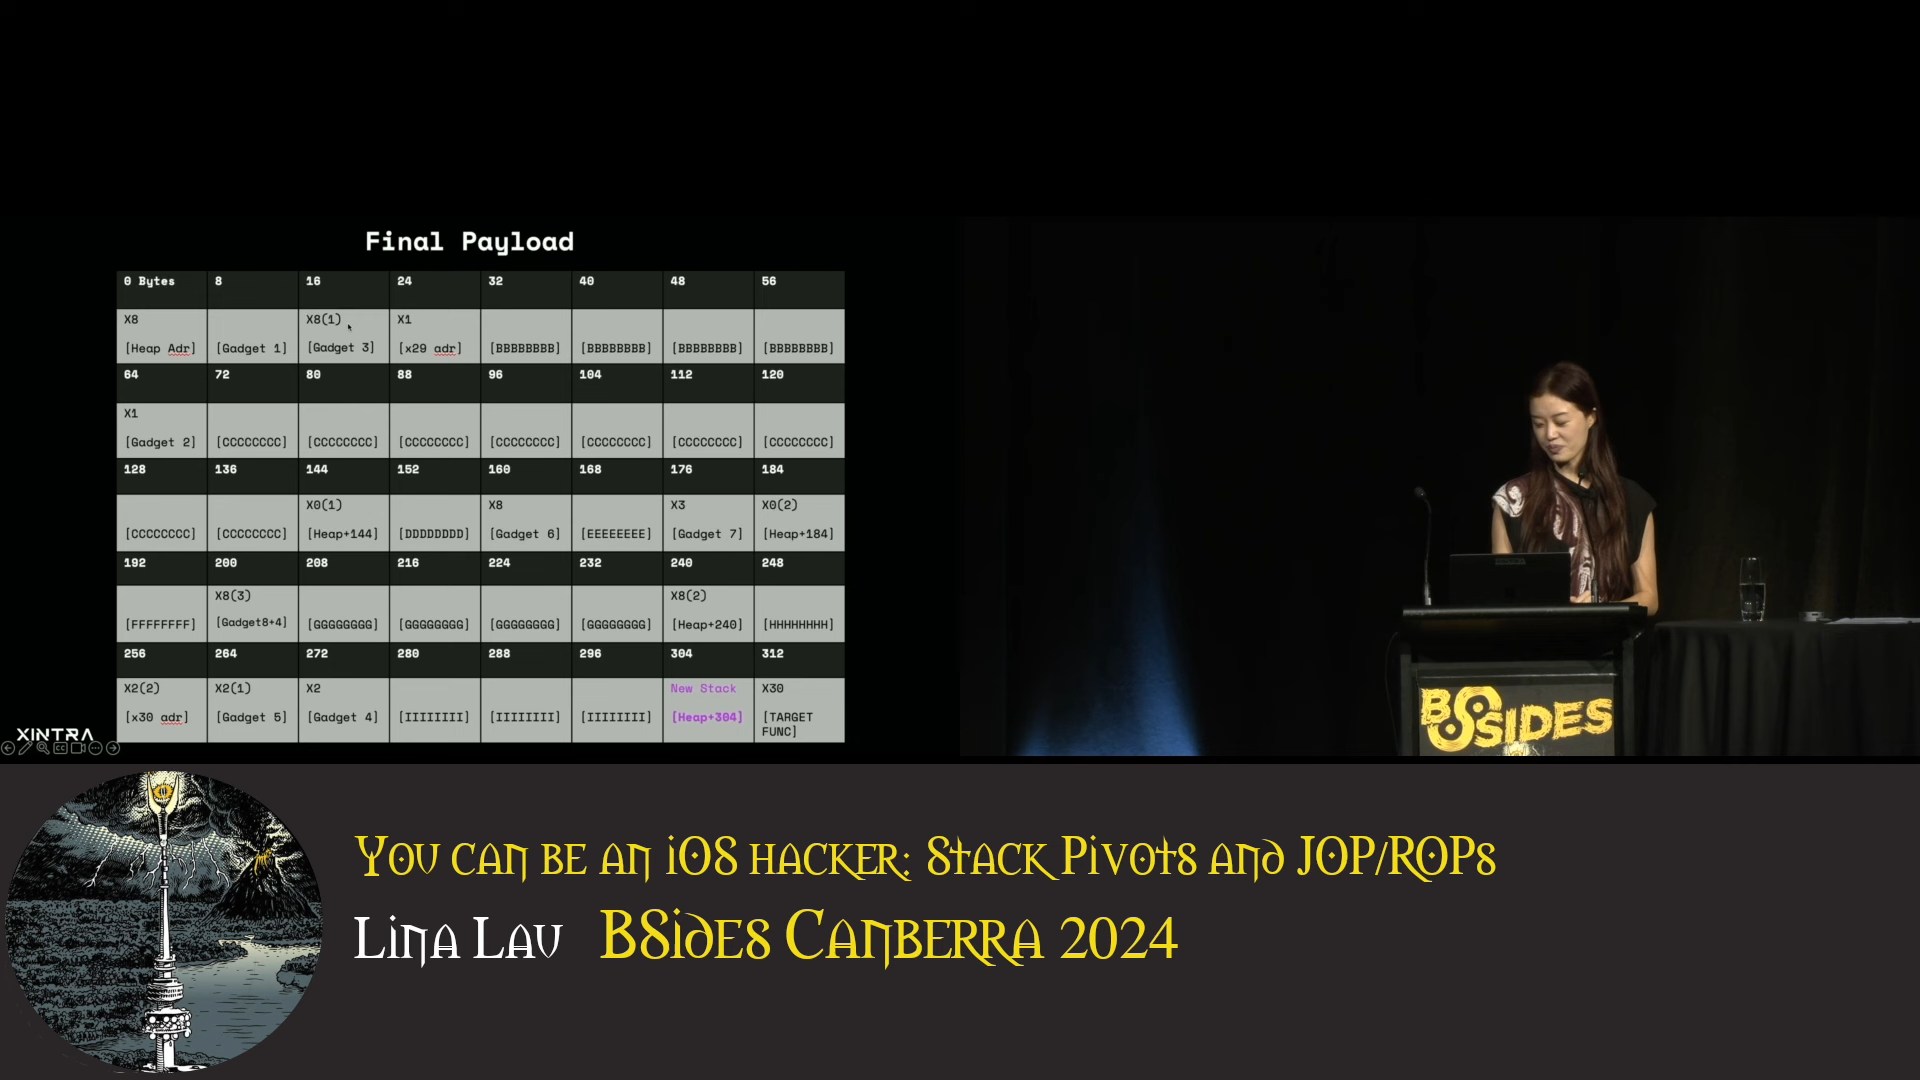 Final Payload
0 Bytes 8 16 24 32 40 48 56
X8 X8(1) X1
[Heap Adr] [Gadget 1] [Gadget 3] [x29 adr] [BBBBBBBB] [BBBBBBBB] [BBBBBBBB] [BBBBBBBB]
64 72 80 88 96 104 112 120
X1
[Gadget 2] [CCCCCCCC] [CCCCCCCC] [CCCCCCCC] [CCCCCCCC] [CCCCCCCC] [CCCCCCCC] [CCCCCCCC]
128 136 144 152 160 168 176 184
X0(1) X8 X3 X0(2)
[CCCCCCCC] [CCCCCCCC] [Heap+144] [DDDDDDDD] [Gadget 6] [EEEEEEEE] [Gadget 7] [Heap+184]
192 200 208 216 224 232 240 248
X8(3) X8(2)
[FFFFFFFF] [Gadget8+4] [GGGGGGGG] [GGGGGGGG] [GGGGGGGG] [GGGGGGGG] [Heap+240] [HHHHHHHH]
256 264 272 280 288 296 304 312
X2(2) X2(1) X2 New Stack X30
[x30 adr] [Gadget 5] [Gadget 4] [IIIIIIII] [IIIIIIII] [IIIIIIII] [Heap+304] [TARGET
FUNC]
XINTRA
BSIDES
You can be an iOS hacker: Stack Pivots and JOP/ROPs
Lina Lau BSides Canberra 2024